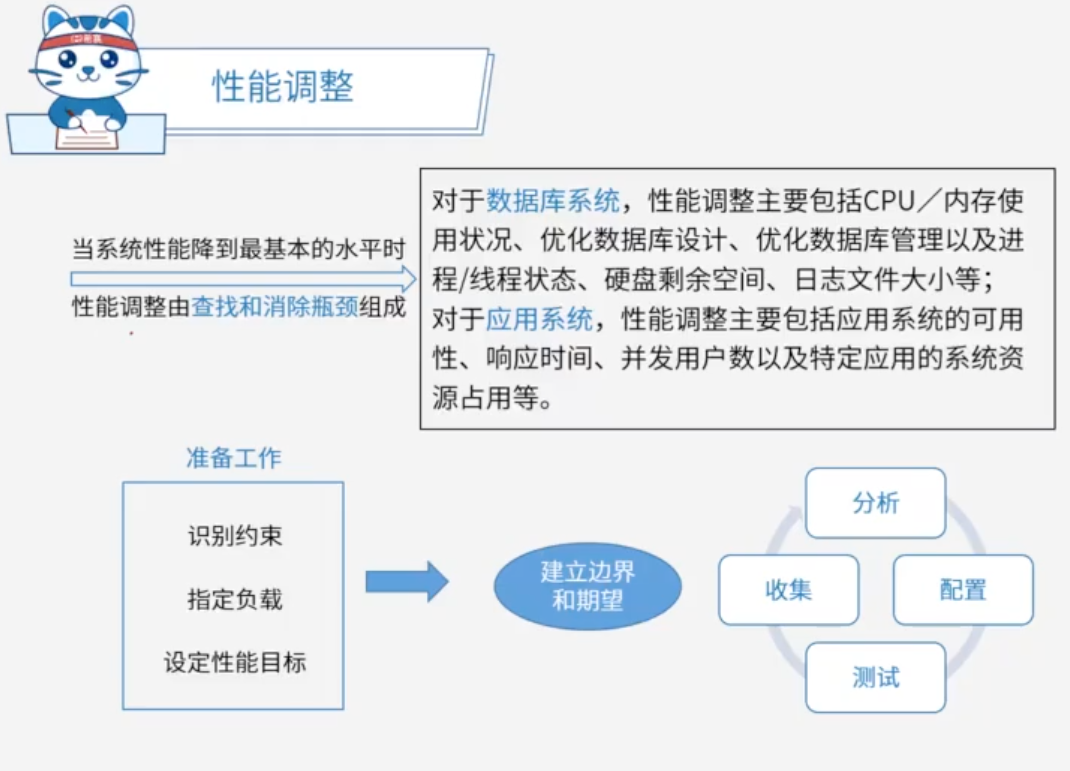 性能调整
当系统性能降到最基本的水平时
性能调整由查找和消除瓶颈组成
对于数据库系统，性能调整主要包括CPU／内存使
用状况、优化数据库设计、优化数据库管理以及进
程/线程状态、硬盘剩余空间、日志文件大小等；
对于应用系统，性能调整主要包括应用系统的可用
性、响应时间、并发用户数以及特定应用的系统资
源占用等。
准备工作
识别约束
指定负载
设定性能目标
建立边界
和期望
分析
收集
配置
测试